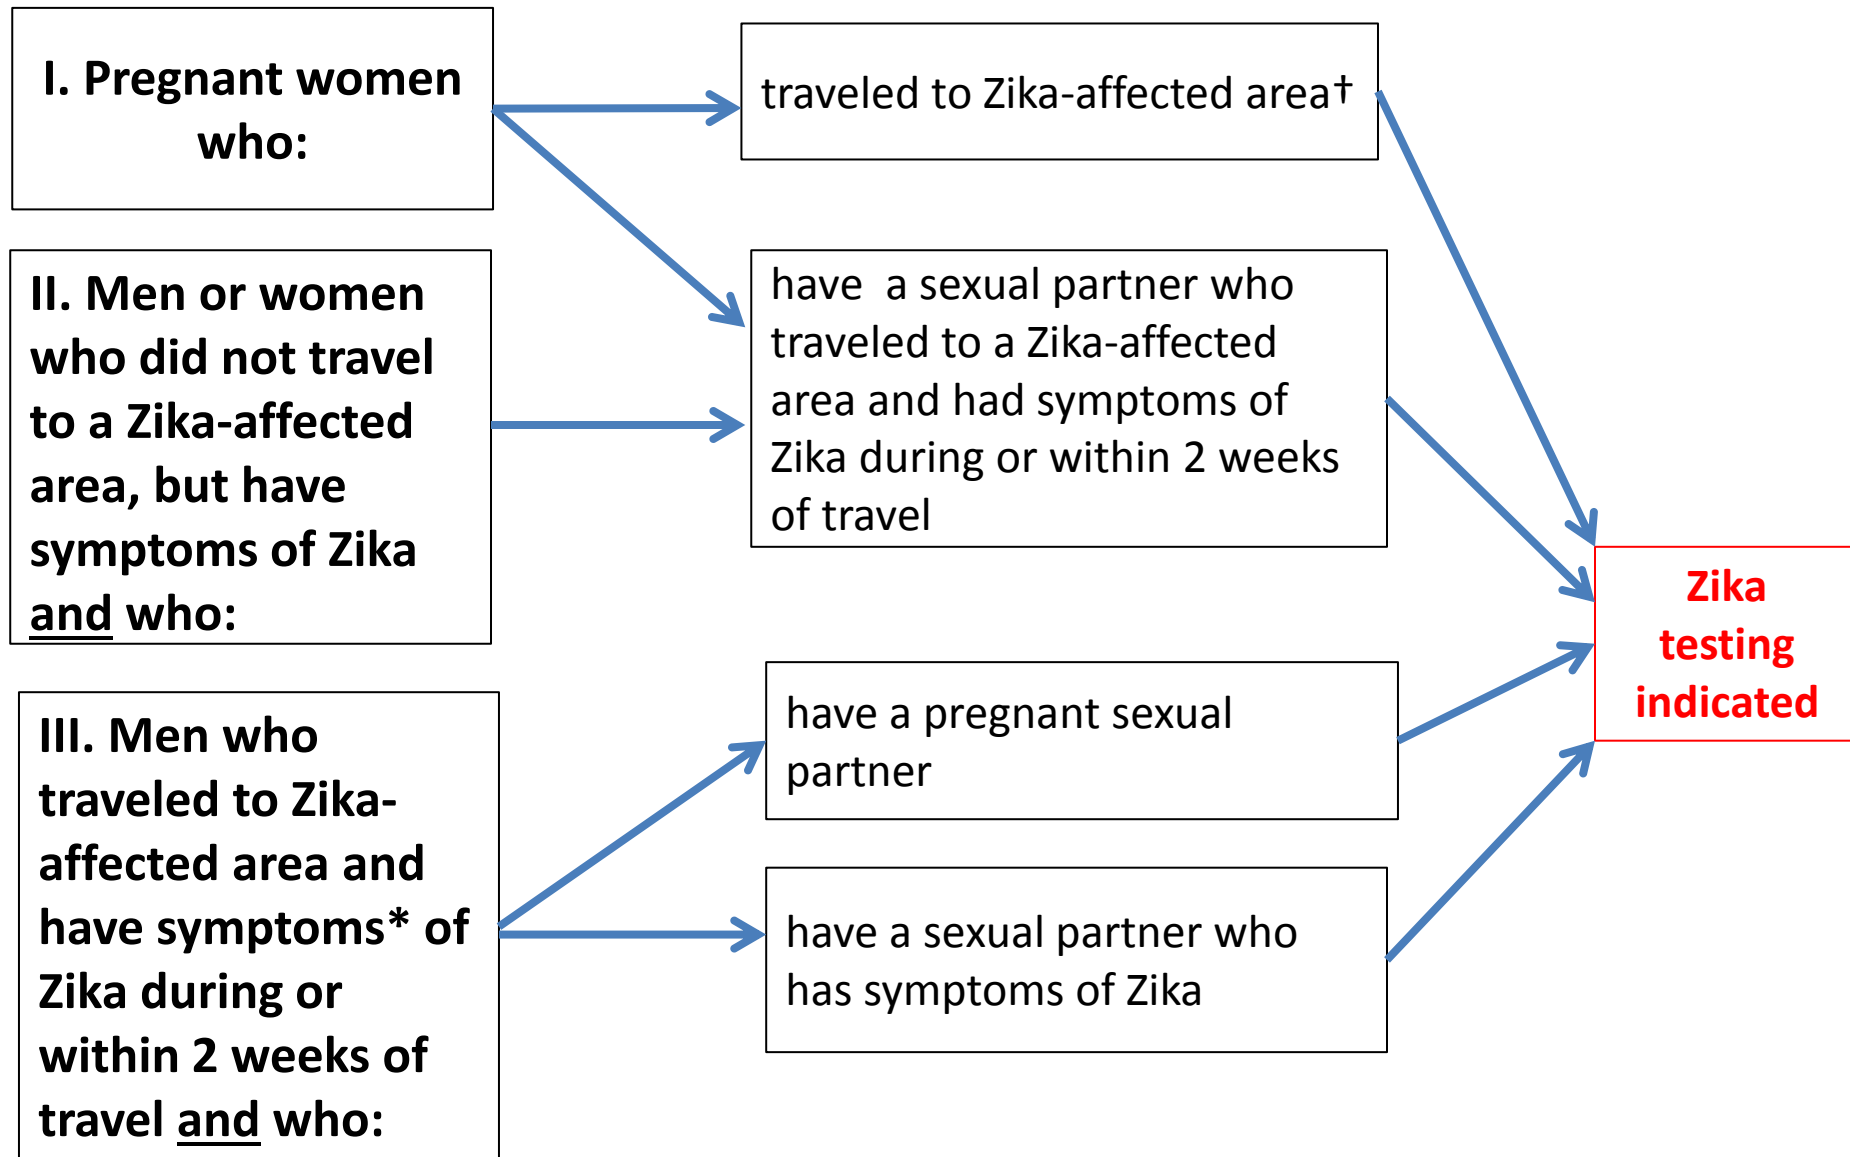 I. Pregnant women
who:
traveled to Zika-affected area†
II. Men or women
who did not travel
to a Zika-affected
area, but have
symptoms of Zika
and who:
have  a sexual partner who
traveled to a Zika-affected
area and had symptoms of
Zika during or within 2 weeks
of travel
III. Men who
traveled to Zika-
affected area and
have symptoms* of
Zika during or
within 2 weeks of
travel and who:
have a pregnant sexual
partner
have a sexual partner who
has symptoms of Zika
Zika
testing
indicated